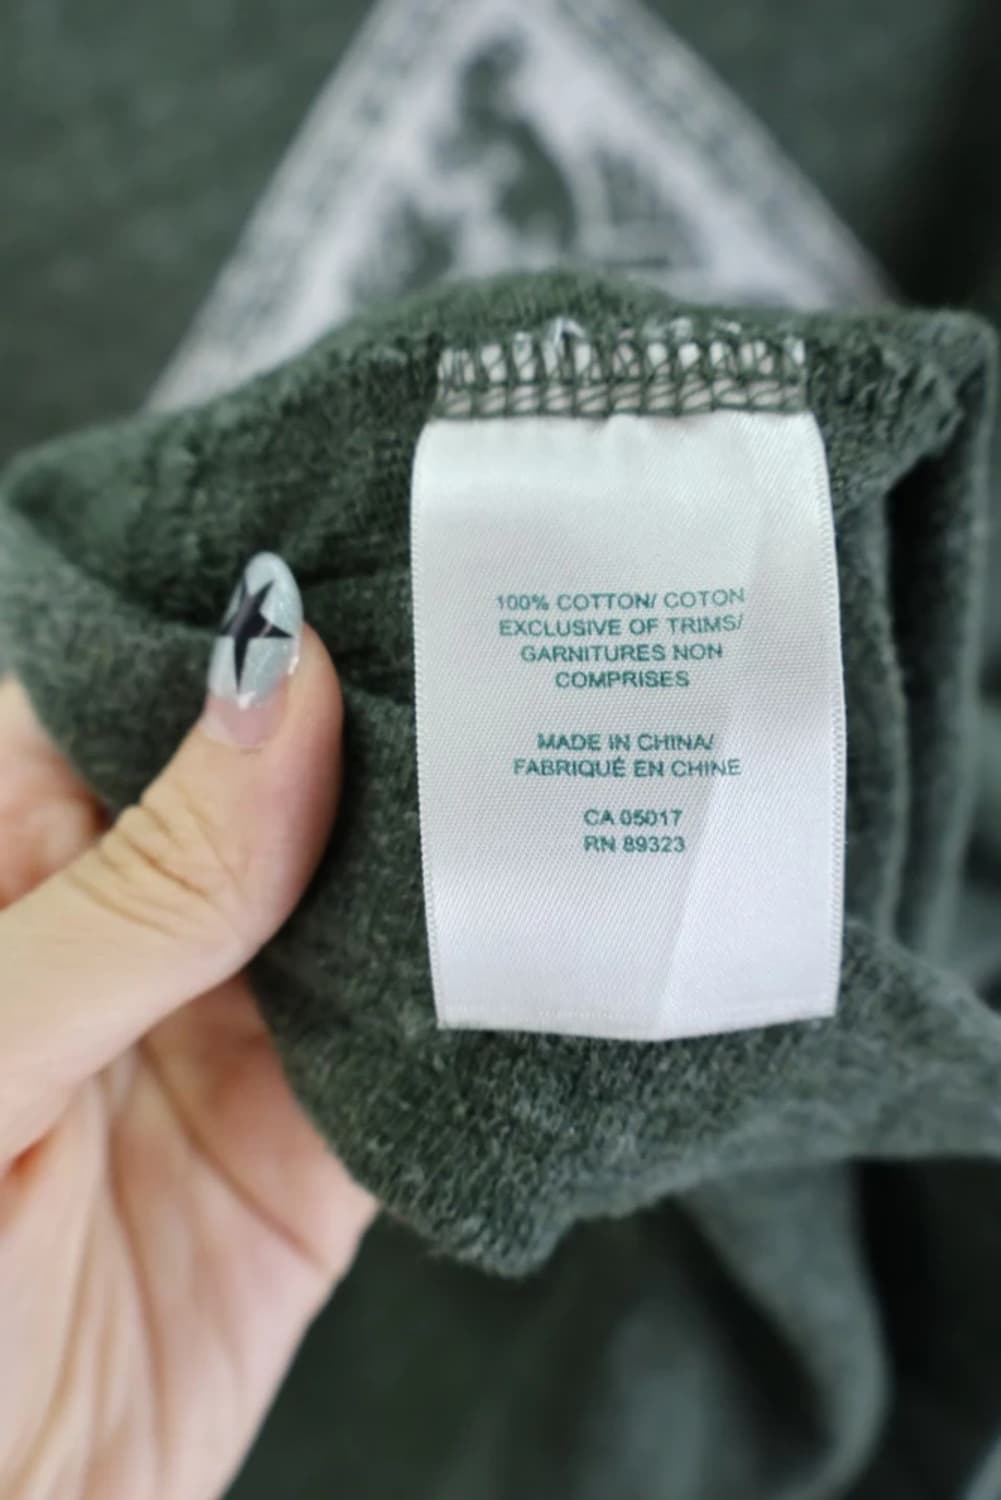 100% COTTON/ COTON
EXCLUSIVE OF TRIMS/
GARNITURES NON
COMPRISES
MADE IN CHINA/
FABRIQUÉ EN CHINE
CA 05017
RN 89323